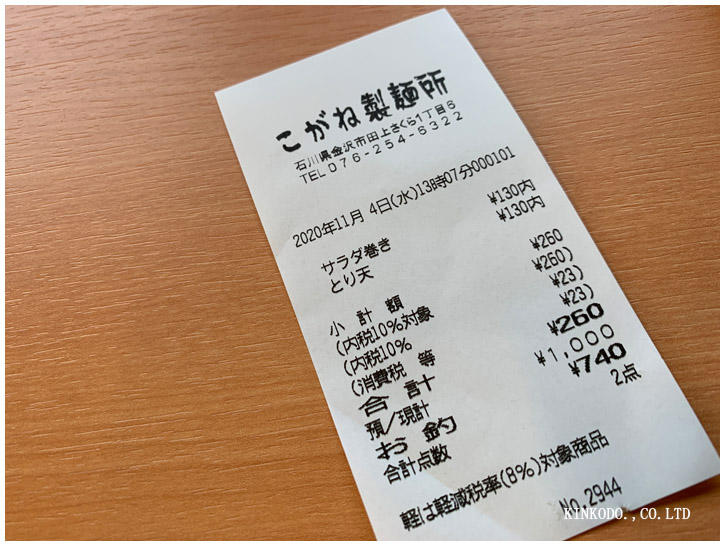 こがね製麺所
石川県金沢市田上さくら1丁目6
TEL076-254-6322
2020年11月 4日(水)13時07分000101
サラダ巻き ¥130内
とり天 ¥130内
小 計 額 ¥260
(内税10%対象 ¥260)
(内税10% ¥23)
(消費税 等 ¥23)
合 計 ¥260
預/現計 ¥1,000
お 釣 ¥740
合計点数 2点
軽は軽減税率(8%)対象商品
No.2944
KINKODO.,CO.LTD